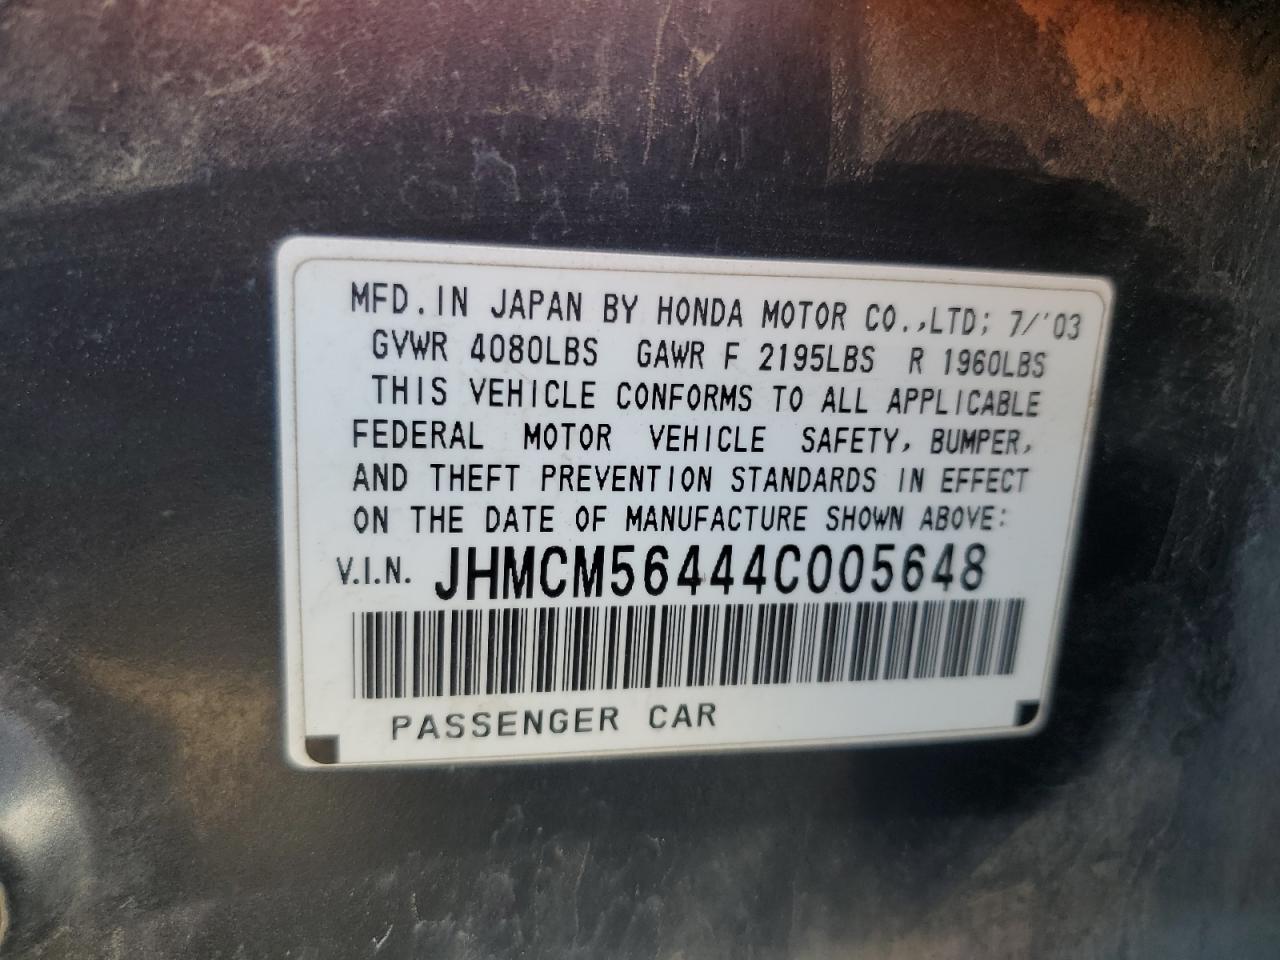 MFD. IN JAPAN BY HONDA MOTOR CO.,LTD; 7/'03
GVWR 4080LBS GAWR F 2195LBS R 1960LBS
THIS VEHICLE CONFORMS TO ALL APPLICABLE
FEDERAL MOTOR VEHICLE SAFETY, BUMPER,
AND THEFT PREVENTION STANDARDS IN EFFECT
ON THE DATE OF MANUFACTURE SHOWN ABOVE:
V.I.N. JHMCM56444C005648
PASSENGER CAR